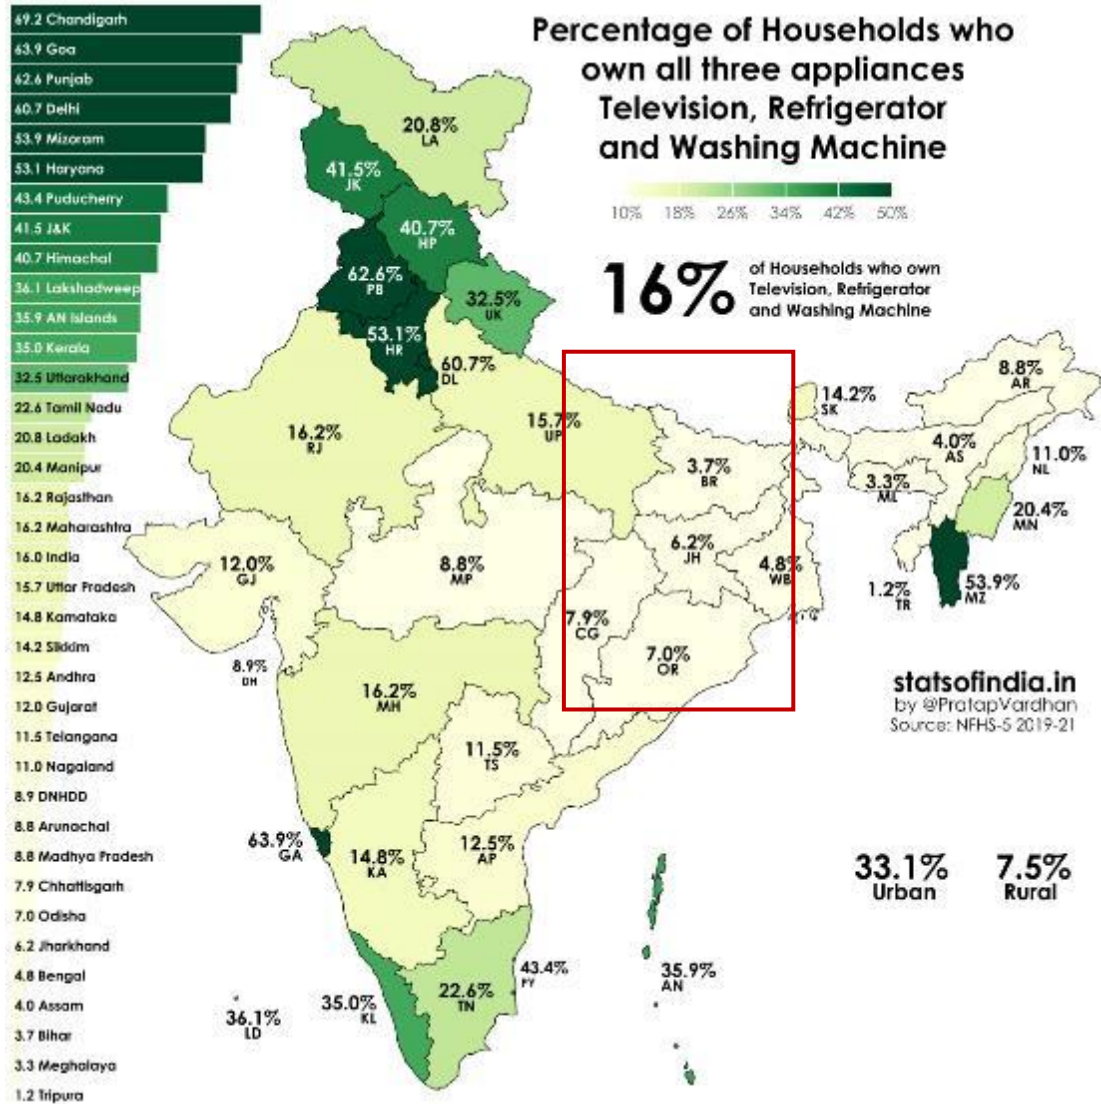 69.2 Chandigarh
63.9 Goa
62.6 Punjab
60.7 Delhi
53.9 Mizoram
53.1 Haryana
43.4 Puducherry
41.5 J&K
40.7 Himachal
36.1 Lakshadweep
35.9 AN Islands
35.0 Kerala
32.5 Uttarakhand
22.6 Tamil Nadu
20.8 Ladakh
20.4 Manipur
16.2 Rajasthan
16.2 Maharashtra
16.0 India
15.7 Uttar Pradesh
14.8 Karnataka
14.2 Sikkim
12.5 Andhra
12.0 Gujarat
11.5 Telangana
11.0 Nagaland
8.9 DNHDD
8.8 Arunachal
8.8 Madhya Pradesh
7.9 Chhattisgarh
7.0 Odisha
6.2 Jharkhand
4.8 Bengal
4.0 Assam
3.7 Bihar
3.3 Meghalaya
1.2 Tripura
Percentage of Households who
own all three appliances
Television, Refrigerator
and Washing Machine
10% 18% 26% 34% 42% 50%
16%
of Households who own
Television, Refrigerator
and Washing Machine
20.8%
LA
41.5%
JK
40.7%
HP
62.6%
PB
32.5%
UK
53.1%
HR
60.7%
DL
16.2%
RJ
15.7%
UP
3.7%
BR
14.2%
SK
8.8%
AR
4.0%
AS
11.0%
NL
3.3%
ML
20.4%
MN
1.2%
TR
53.9%
MZ
12.0%
GJ
8.8%
MP
6.2%
JH
4.8%
WB
7.9%
CG
7.0%
OR
8.9%
DH
16.2%
MH
11.5%
TS
63.9%
GA
14.8%
KA
12.5%
AP
43.4%
PY
35.0%
KL
22.6%
TN
36.1%
LD
35.9%
AN
statsofindia.in
by @PratapVardhan
Source: NFHS-5 2019-21
33.1%
Urban
7.5%
Rural